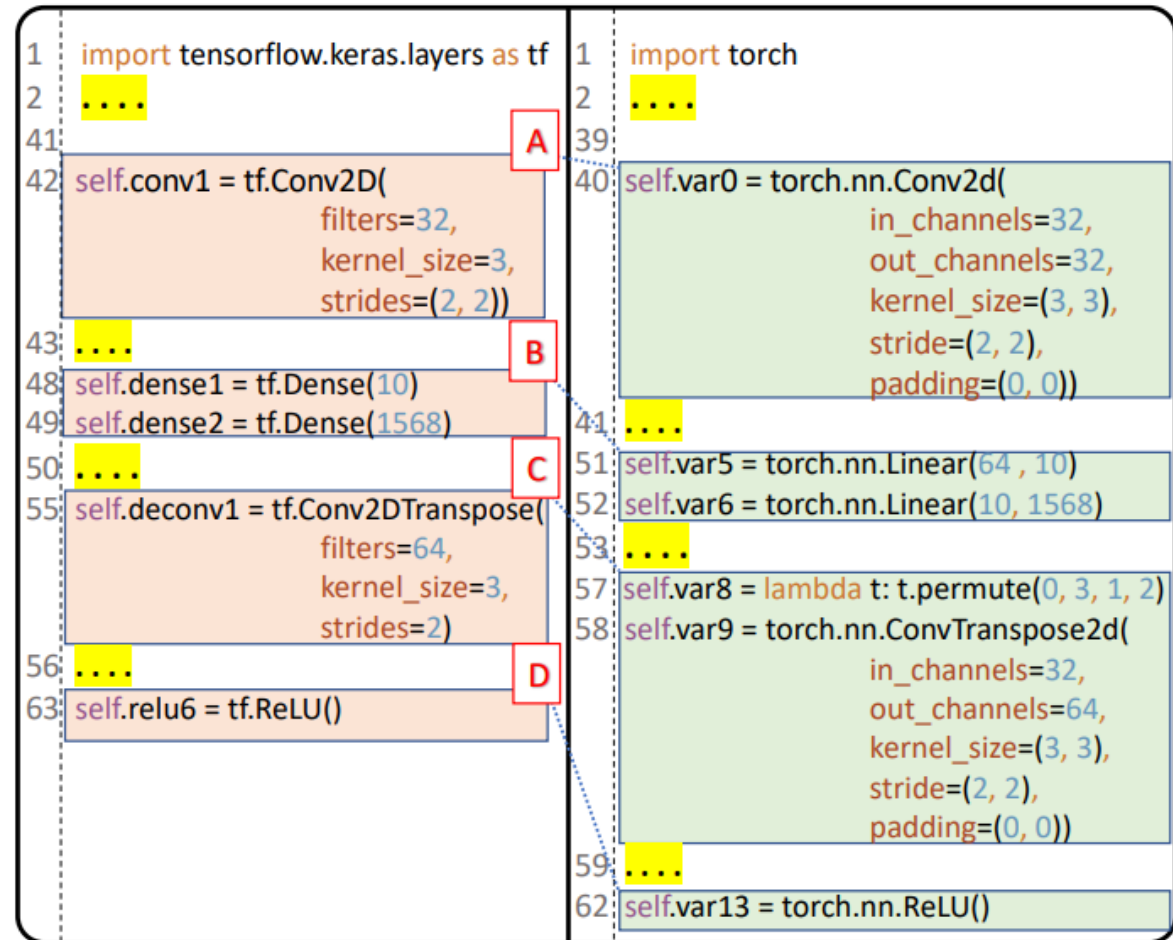 1 import tensorflow.keras.layers as tf
2 ....
41
A
42 self.conv1 = tf.Conv2D(
filters=32,
kernel_size=3,
strides=(2, 2))
43 ....
B
48 self.dense1 = tf.Dense(10)
49 self.dense2 = tf.Dense(1568)
50 ....
C
55 self.deconv1 = tf.Conv2DTranspose(
filters=64,
kernel_size=3,
strides=2)
56 ....
D
63 self.relu6 = tf.ReLU()
1 import torch
2 ....
39
40 self.var0 = torch.nn.Conv2d(
in_channels=32,
out_channels=32,
kernel_size=(3, 3),
stride=(2, 2),
padding=(0, 0))
41 ....
51 self.var5 = torch.nn.Linear(64 , 10)
52 self.var6 = torch.nn.Linear(10, 1568)
53 ....
57 self.var8 = lambda t: t.permute(0, 3, 1, 2)
58 self.var9 = torch.nn.ConvTranspose2d(
in_channels=32,
out_channels=64,
kernel_size=(3, 3),
stride=(2, 2),
padding=(0, 0))
59 ....
62 self.var13 = torch.nn.ReLU()